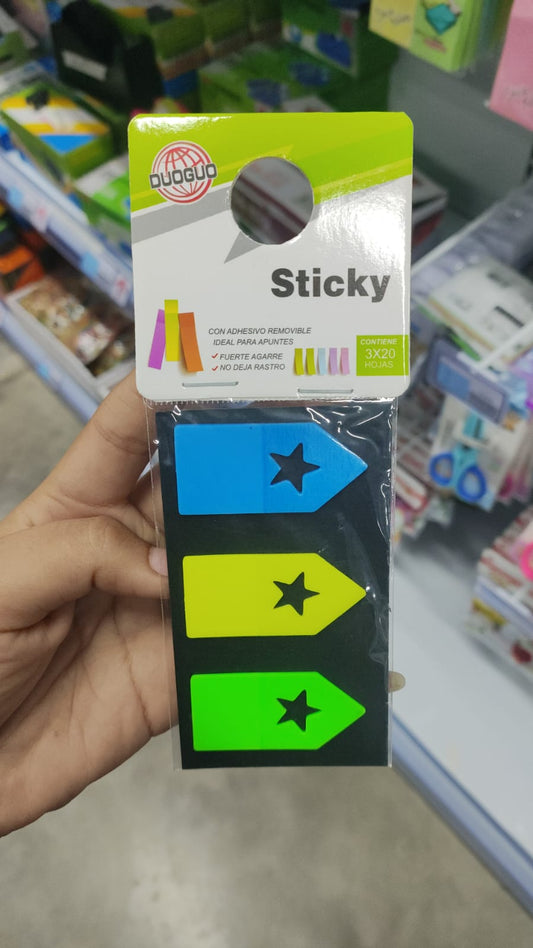 DUOGUO
Sticky
CON ADHESIVO REMOVIBLE
IDEAL PARA APUNTES
✓ FUERTE AGARRE
✓ NO DEJA RASTRO
CONTIENE
3X20
HOJAS